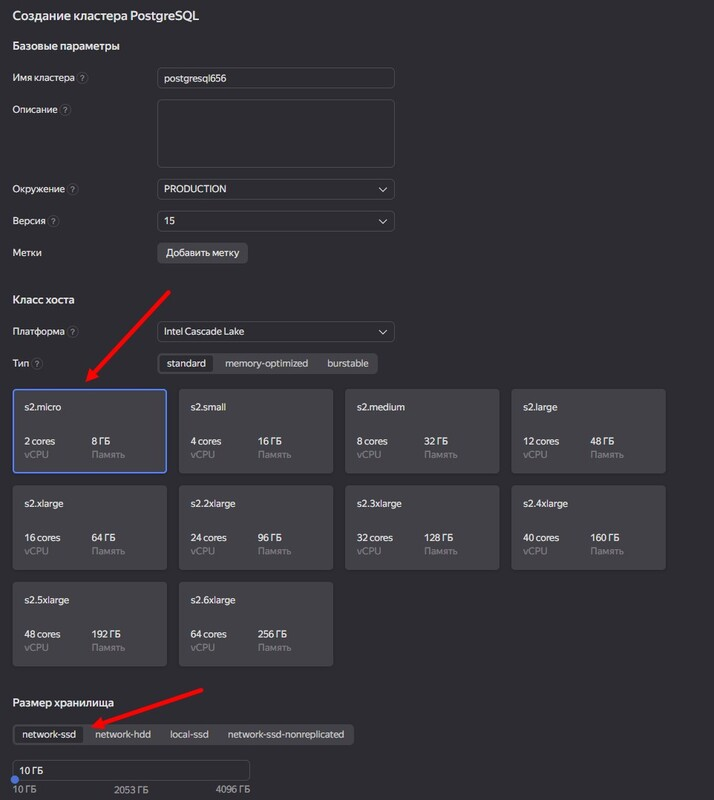 Создание кластера PostgreSQL
Базовые параметры
Имя кластера ? postgresql656
Описание ?
Окружение ? PRODUCTION
Версия ? 15
Метки Добавить метку
Класс хоста
Платформа ? Intel Cascade Lake
Тип ? standard memory-optimized burstable
s2.micro s2.small s2.medium s2.large
2 cores 8 ГБ 4 cores 16 ГБ 8 cores 32 ГБ 12 cores 48 ГБ
vCPU Память vCPU Память vCPU Память vCPU Память
s2.xlarge s2.2xlarge s2.3xlarge s2.4xlarge
16 cores 64 ГБ 24 cores 96 ГБ 32 cores 128 ГБ 40 cores 160 ГБ
vCPU Память vCPU Память vCPU Память vCPU Память
s2.5xlarge s2.6xlarge
48 cores 192 ГБ 64 cores 256 ГБ
vCPU Память vCPU Память
Размер хранилища
network-ssd network-hdd local-ssd network-ssd-nonreplicated
10 ГБ
10 ГБ 2053 ГБ 4096 ГБ